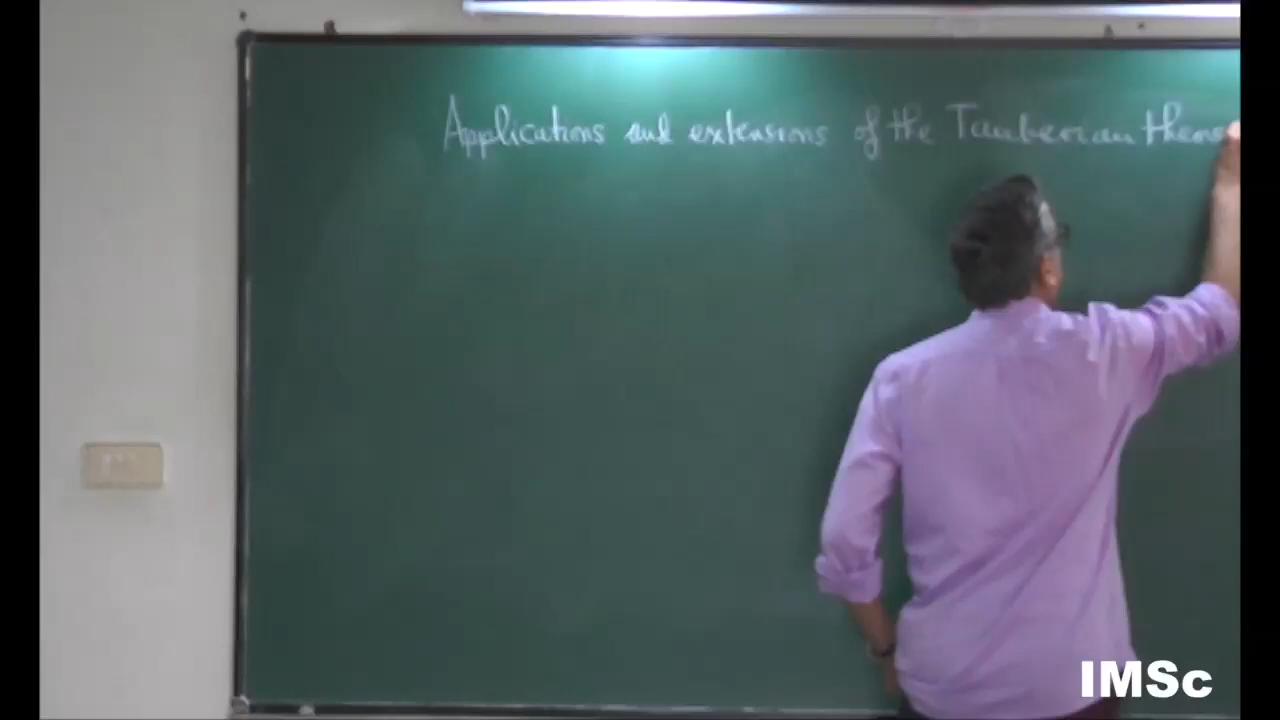 Applications and extensions of the Tauberian theore
IMSc